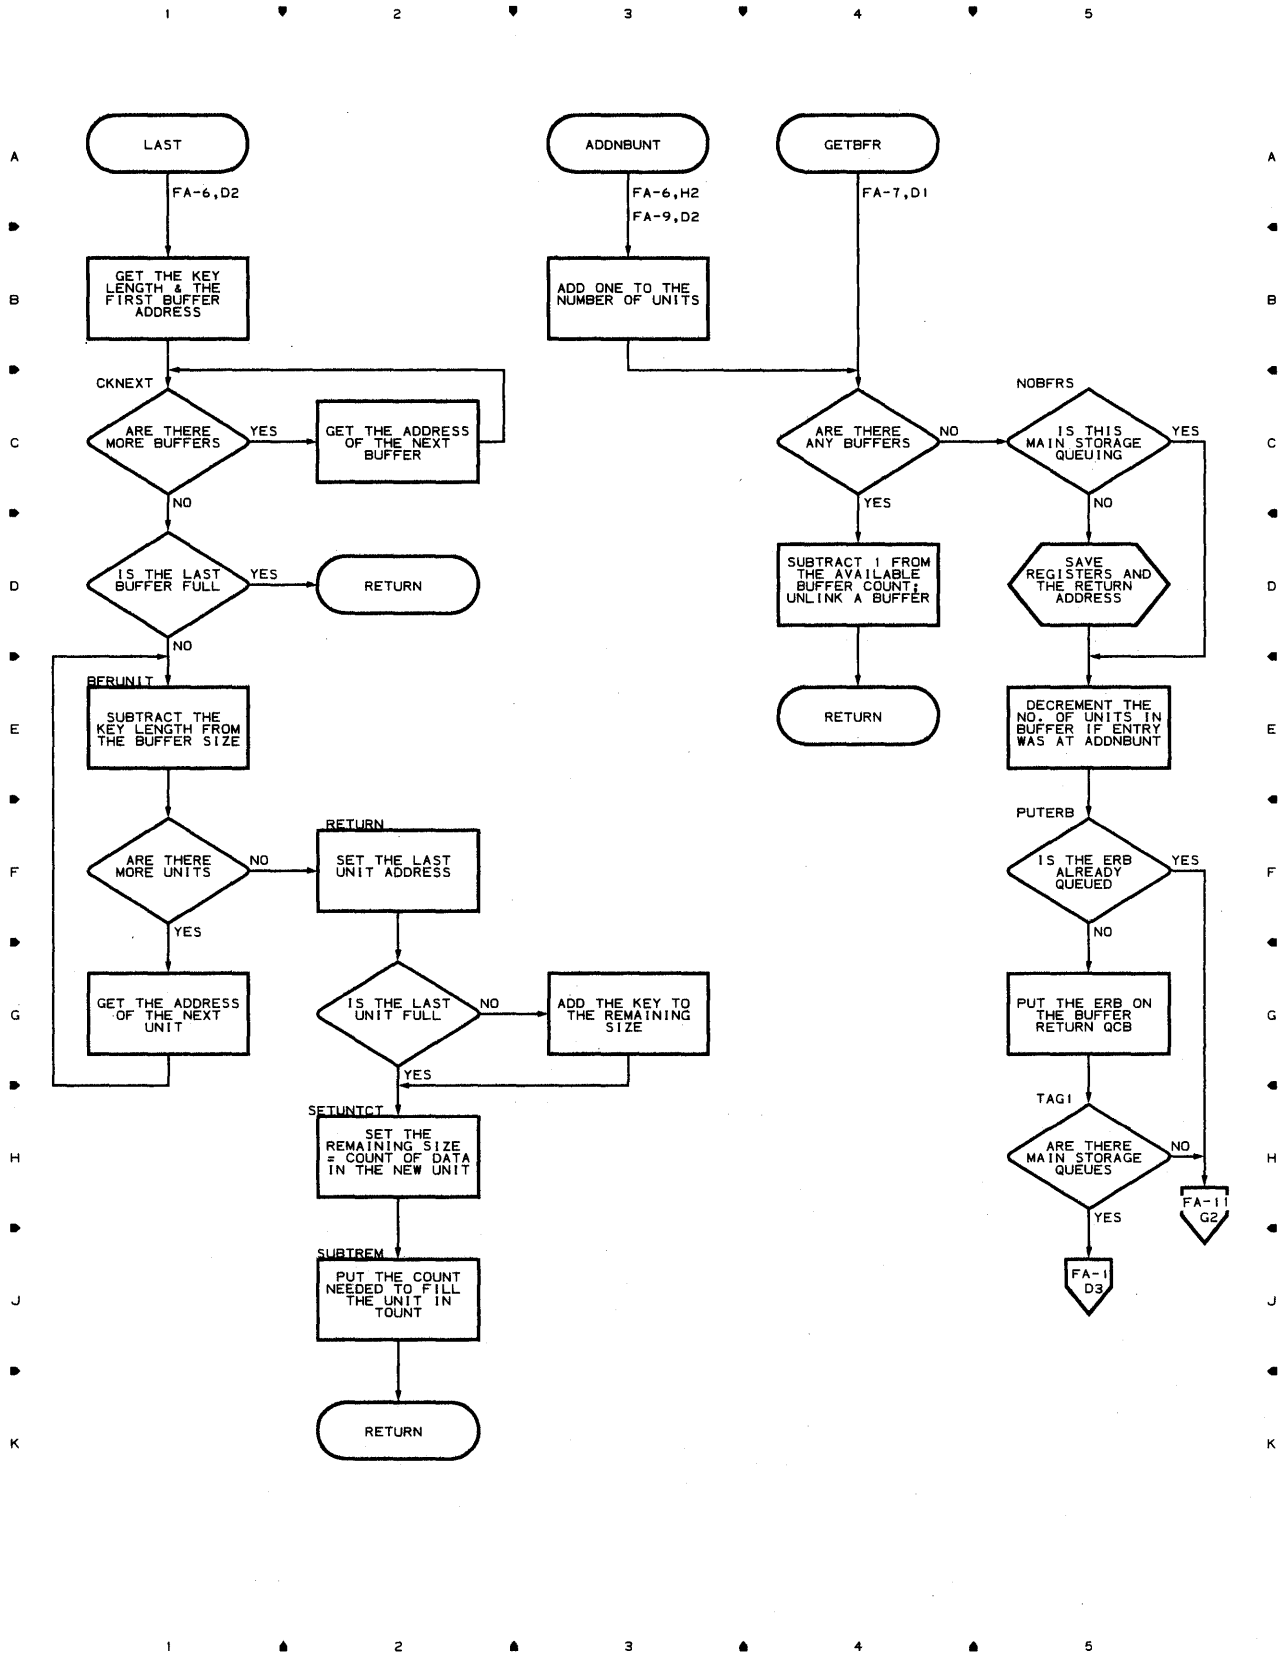 1 2 3 4 5
LAST
ADDNBUNT
GETBFR
A A
FA-6,D2
FA-6,H2
FA-9,D2
FA-7,D1
GET THE KEY
LENGTH & THE
FIRST BUFFER
ADDRESS
ADD ONE TO THE
NUMBER OF UNITS
B B
CKNEXT
ARE THERE
MORE BUFFERS
YES
GET THE ADDRESS
OF THE NEXT
BUFFER
NO
ARE THERE
ANY BUFFERS
NO
YES
NOBFRS
IS THIS
MAIN STORAGE
QUEUING
YES
NO
C C
IS THE LAST
BUFFER FULL
YES
RETURN
NO
SUBTRACT 1 FROM
THE AVAILABLE
BUFFER COUNT;
UNLINK A BUFFER
SAVE
REGISTERS AND
THE RETURN
ADDRESS
D D
BFRUNIT
SUBTRACT THE
KEY LENGTH FROM
THE BUFFER SIZE
RETURN
DECREMENT THE
NO. OF UNITS IN
BUFFER IF ENTRY
WAS AT ADDNBUNT
E E
ARE THERE
MORE UNITS
NO
YES
RETURN
SET THE LAST
UNIT ADDRESS
PUTERB
IS THE ERB
ALREADY
QUEUED
YES
NO
F F
GET THE ADDRESS
OF THE NEXT
UNIT
IS THE LAST
UNIT FULL
NO
YES
ADD THE KEY TO
THE REMAINING
SIZE
PUT THE ERB ON
THE BUFFER
RETURN QCB
G G
SETUNTCT
SET THE
REMAINING SIZE
= COUNT OF DATA
IN THE NEW UNIT
TAG1
ARE THERE
MAIN STORAGE
QUEUES
NO
YES
H H
FA-11
G2
SUBTREM
PUT THE COUNT
NEEDED TO FILL
THE UNIT IN
TOUNT
FA-1
D3
J J
RETURN
K K
1 2 3 4 5